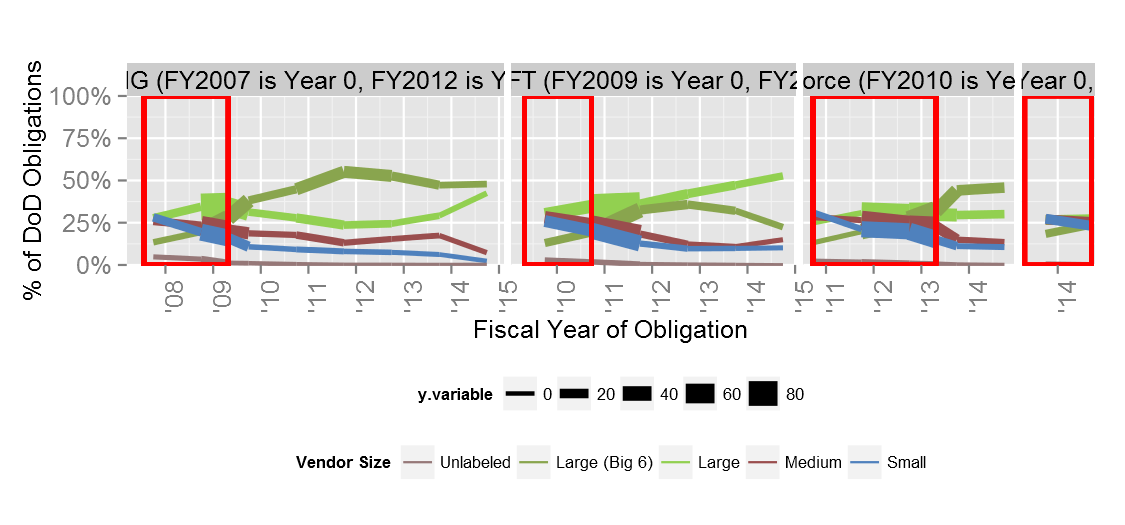 IG (FY2007 is Year 0, FY2012 is Y
FT (FY2009 is Year 0, FY2
orce (FY2010 is Ye
Year 0,
% of DoD Obligations
100%
75%
50%
25%
0%
'08 '09 '10 '11 '12 '13 '14 '15
'10 '11 '12 '13 '14 '15
'11 '12 '13 '14
'14
Fiscal Year of Obligation
y.variable 0 20 40 60 80
Vendor Size Unlabeled Large (Big 6) Large Medium Small